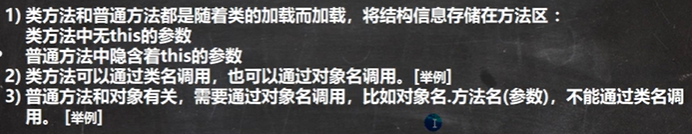 1) 类方法和普通方法都是随着类的加载而加载，将结构信息存储在方法区：
类方法中无this的参数
普通方法中隐含着this的参数
2) 类方法可以通过类名调用，也可以通过对象名调用。[举例]
3) 普通方法和对象有关，需要通过对象名调用，比如对象名.方法名(参数)，不能通过类名调
用。 [举例]